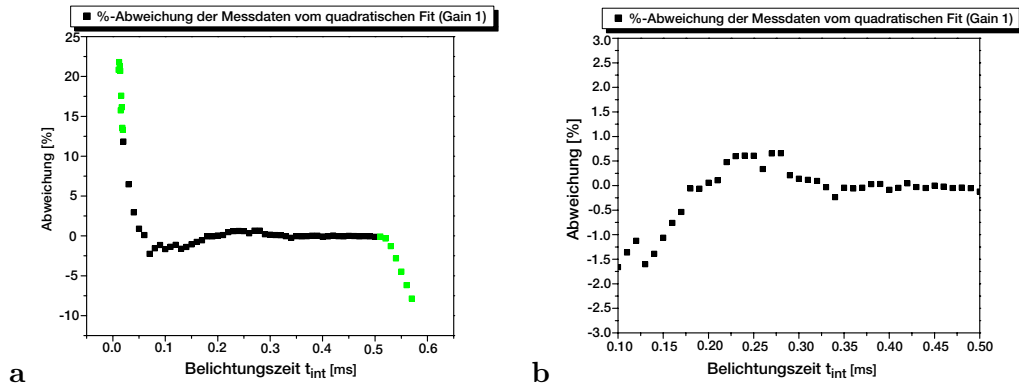 ■ %-Abweichung der Messdaten vom quadratischen Fit (Gain 1)
25
20
15
10
5
0
-5
-10
Abweichung [%]
0.0 0.1 0.2 0.3 0.4 0.5 0.6
Belichtungszeit t_int [ms]
a
■ %-Abweichung der Messdaten vom quadratischen Fit (Gain 1)
3.0
2.5
2.0
1.5
1.0
0.5
0.0
-0.5
-1.0
-1.5
-2.0
-2.5
-3.0
Abweichung [%]
0.10 0.15 0.20 0.25 0.30 0.35 0.40 0.45 0.50
Belichtungszeit t_int [ms]
b